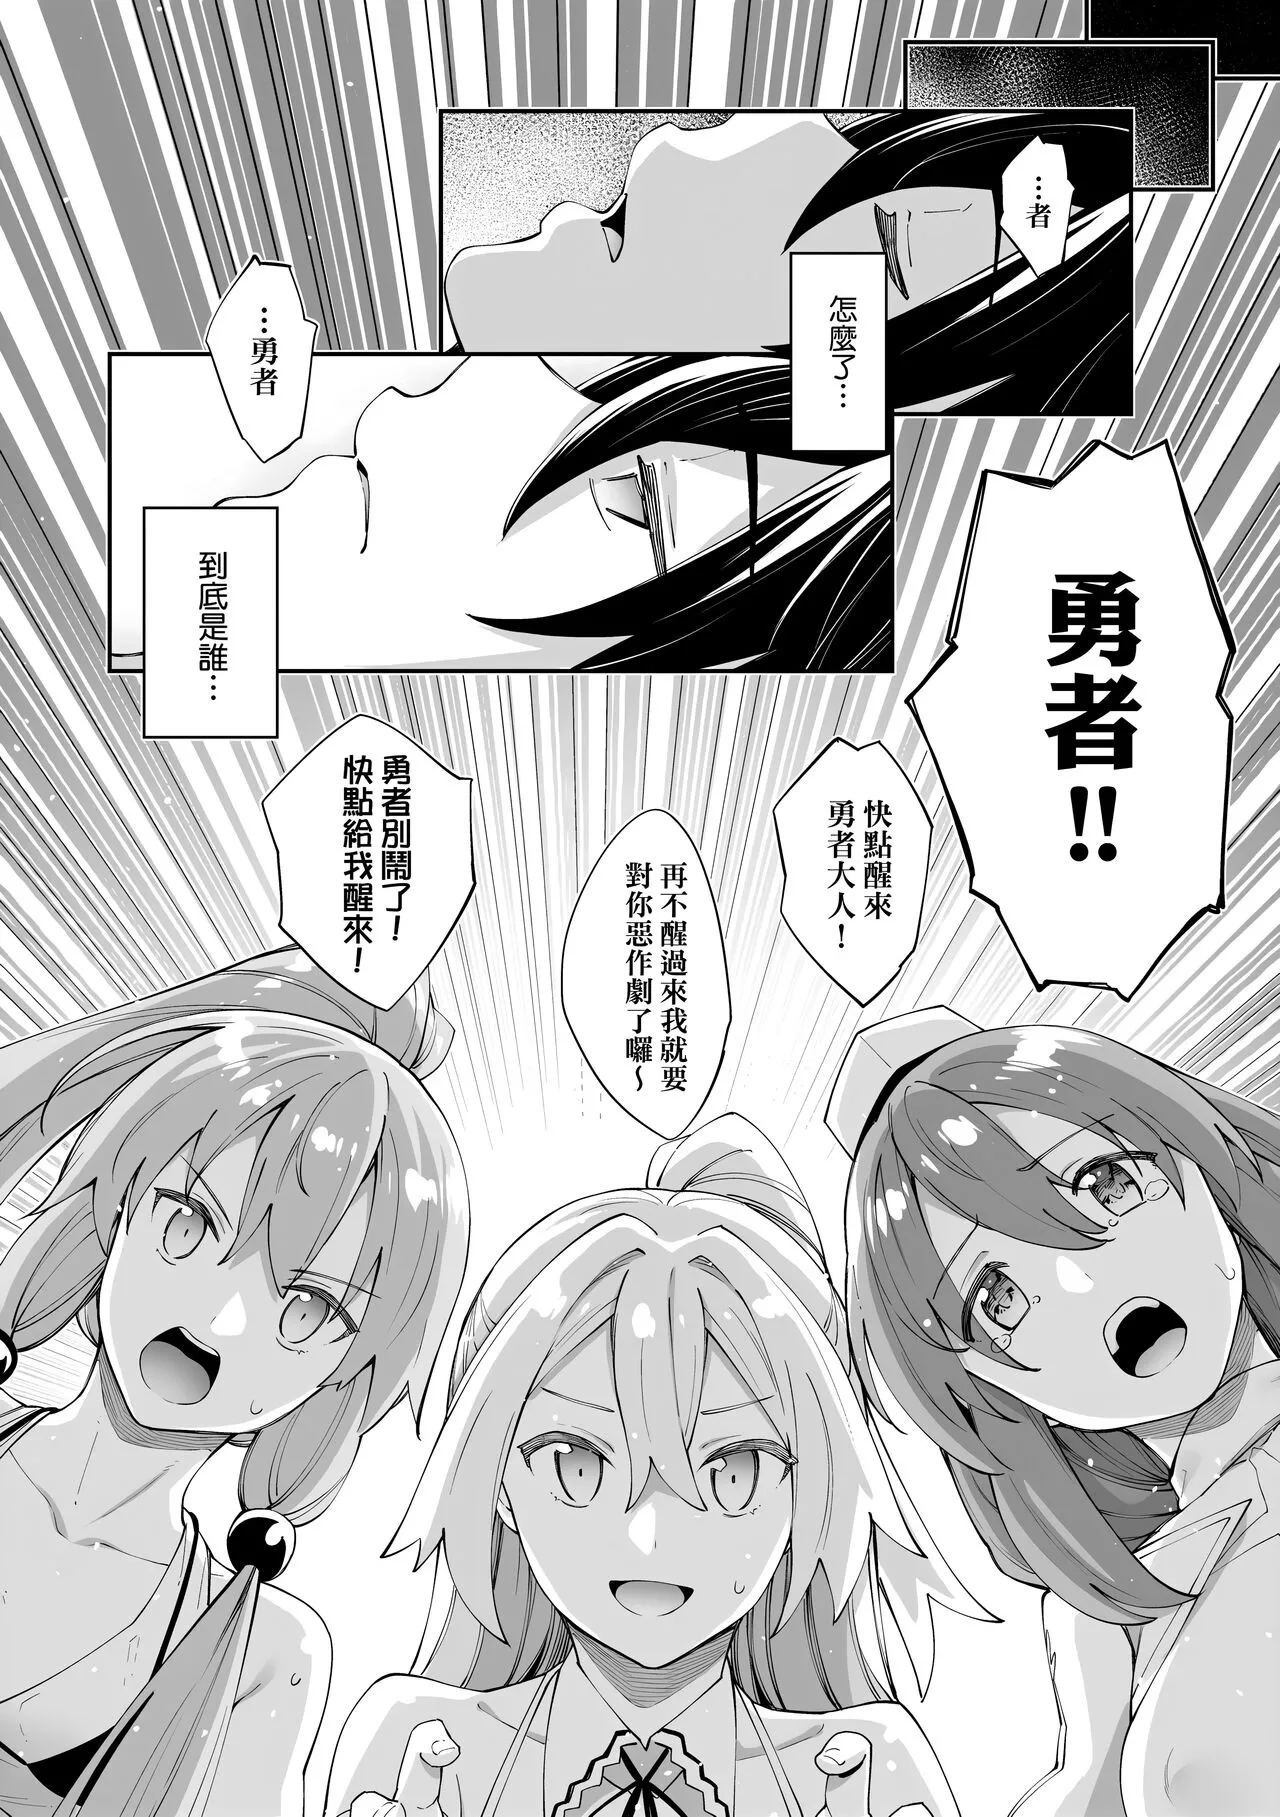 …者
怎麼了…
…勇者
到底是誰…
勇者!!
快點醒來
勇者大人！
再不醒過來我就要
對你惡作劇了囉～
勇者別鬧了！
快點給我醒來！